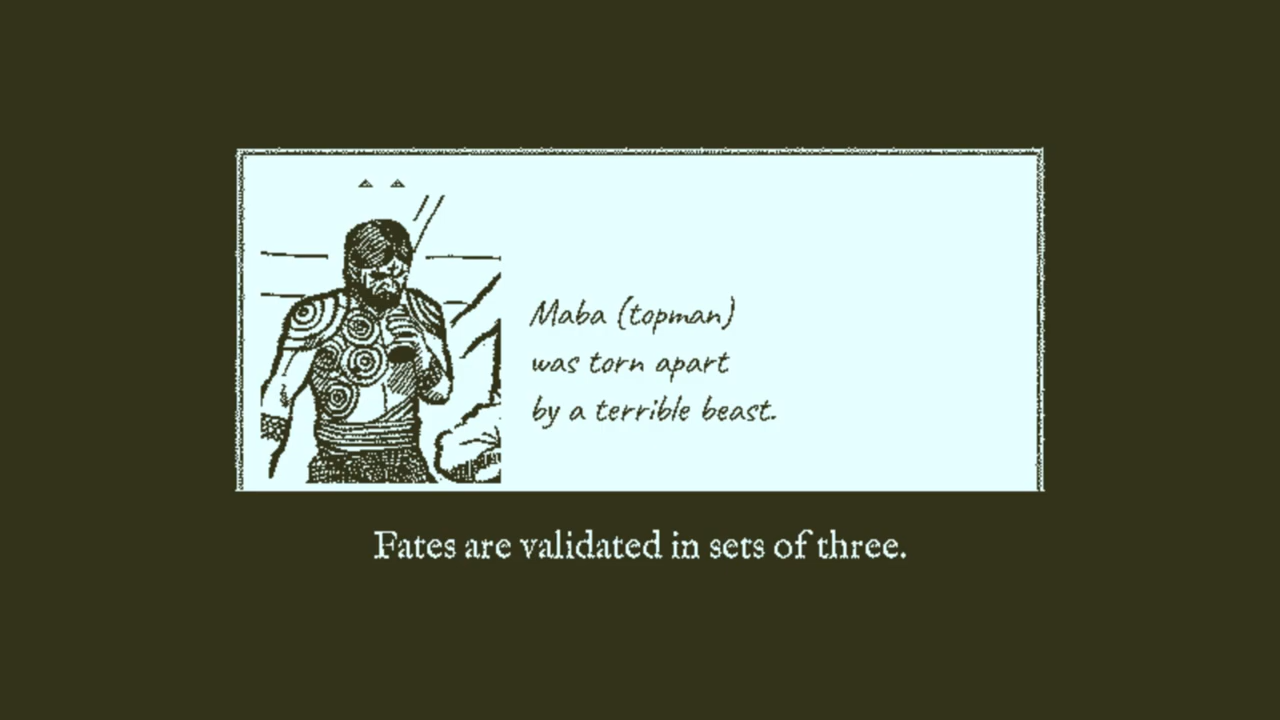 Maba (topman)
was torn apart
by a terrible beast.
Fates are validated in sets of three.